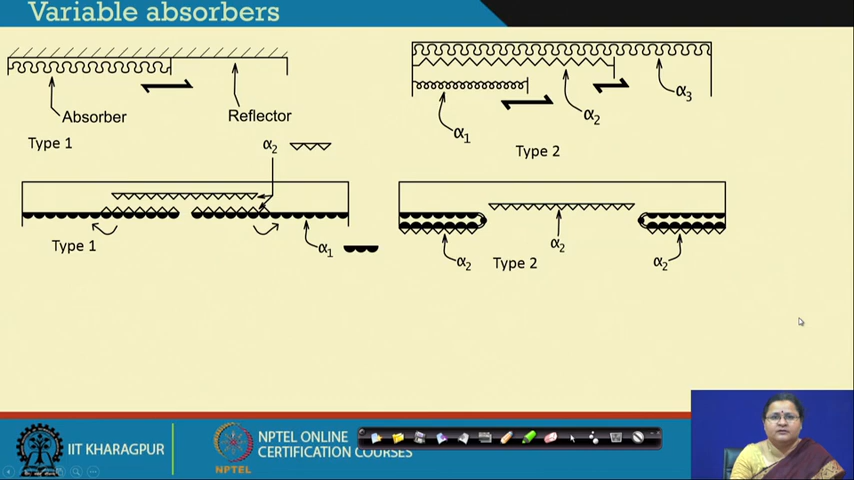 Variable absorbers
Absorber
Reflector
Type 1
α1
α2
α3
Type 2
α2
Type 1
α1
α2
α2
α2
Type 2
IIT KHARAGPUR
NPTEL
NPTEL ONLINE
CERTIFICATION COURSES